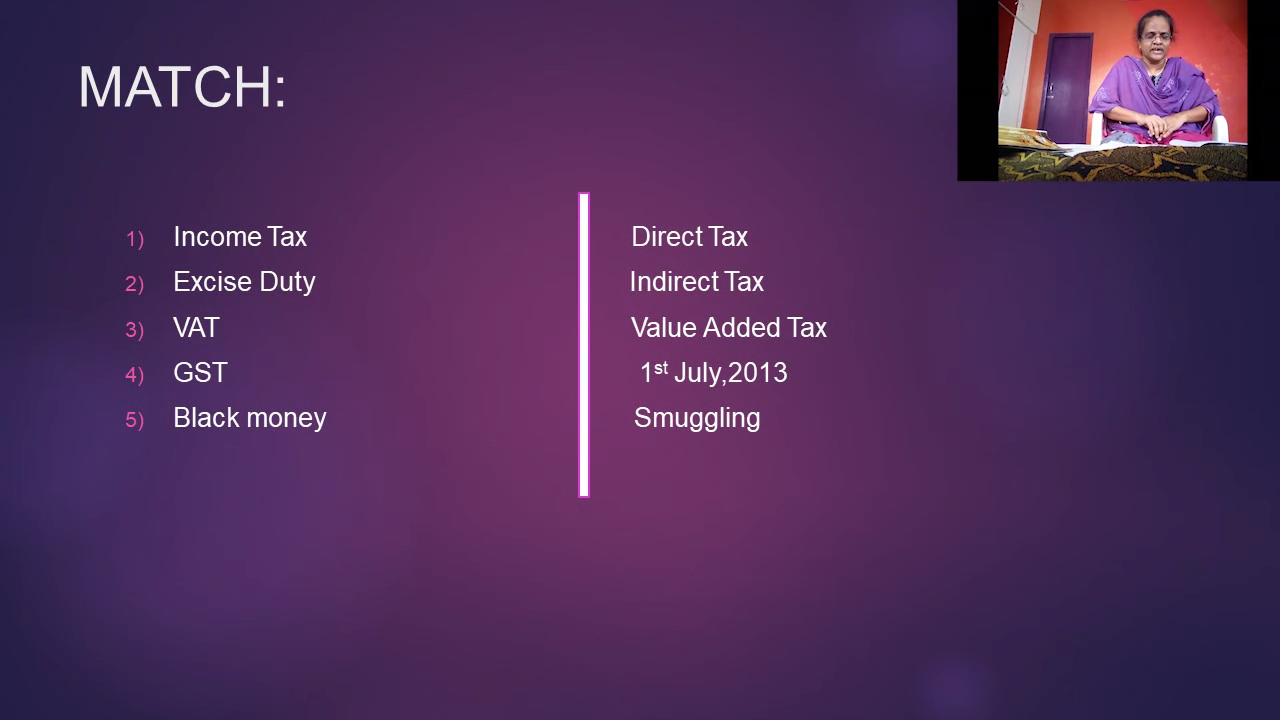 MATCH:
1) Income Tax Direct Tax
2) Excise Duty Indirect Tax
3) VAT Value Added Tax
4) GST 1st July,2013
5) Black money Smuggling